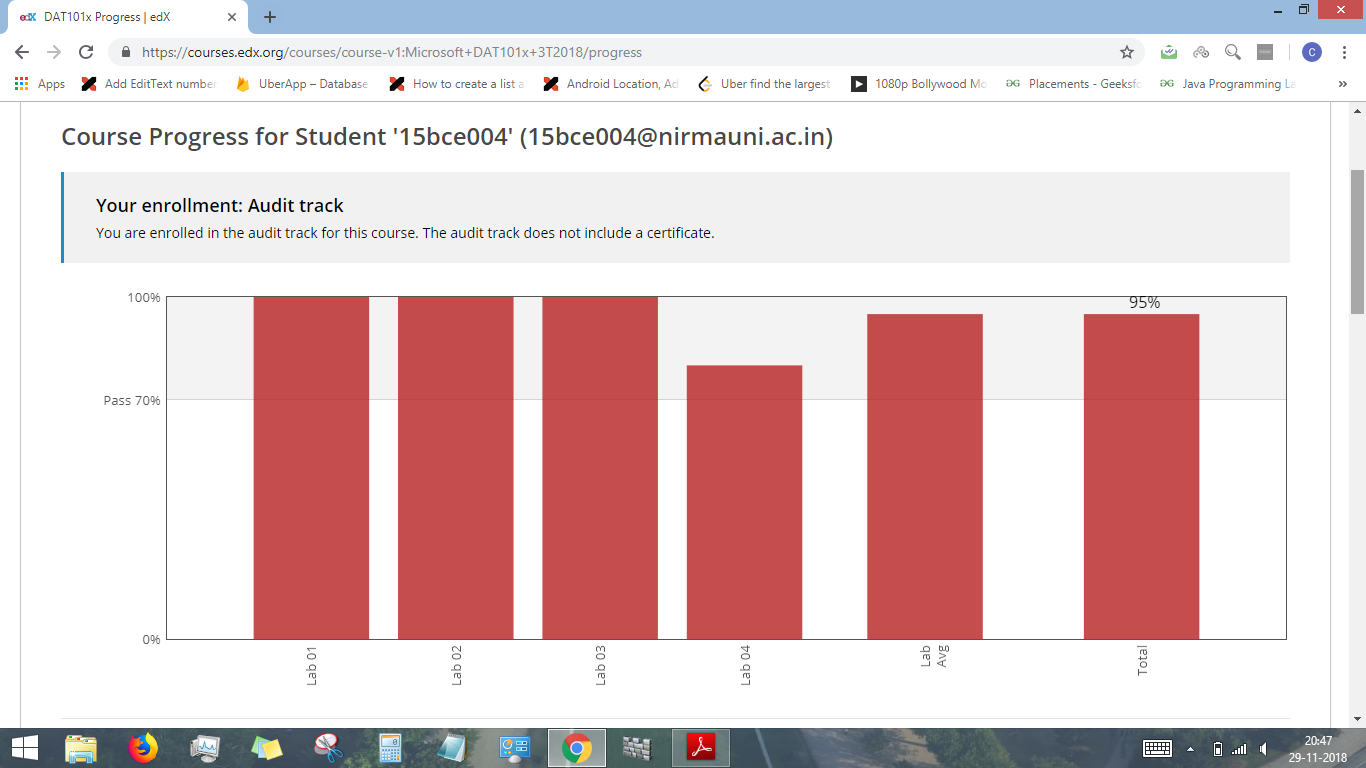 edX DAT101x Progress | edX
https://courses.edx.org/courses/course-v1:Microsoft+DAT101x+3T2018/progress
C
Apps Add EditText number UberApp – Database How to create a list a Android Location, Ad Uber find the largest 1080p Bollywood Mo Placements - Geeksfo Java Programming La »
Course Progress for Student '15bce004' (15bce004@nirmauni.ac.in)
Your enrollment: Audit track
You are enrolled in the audit track for this course. The audit track does not include a certificate.
100%
95%
Pass 70%
0%
Lab 01
Lab 02
Lab 03
Lab 04
Lab
Avg
Total
20:47
29-11-2018